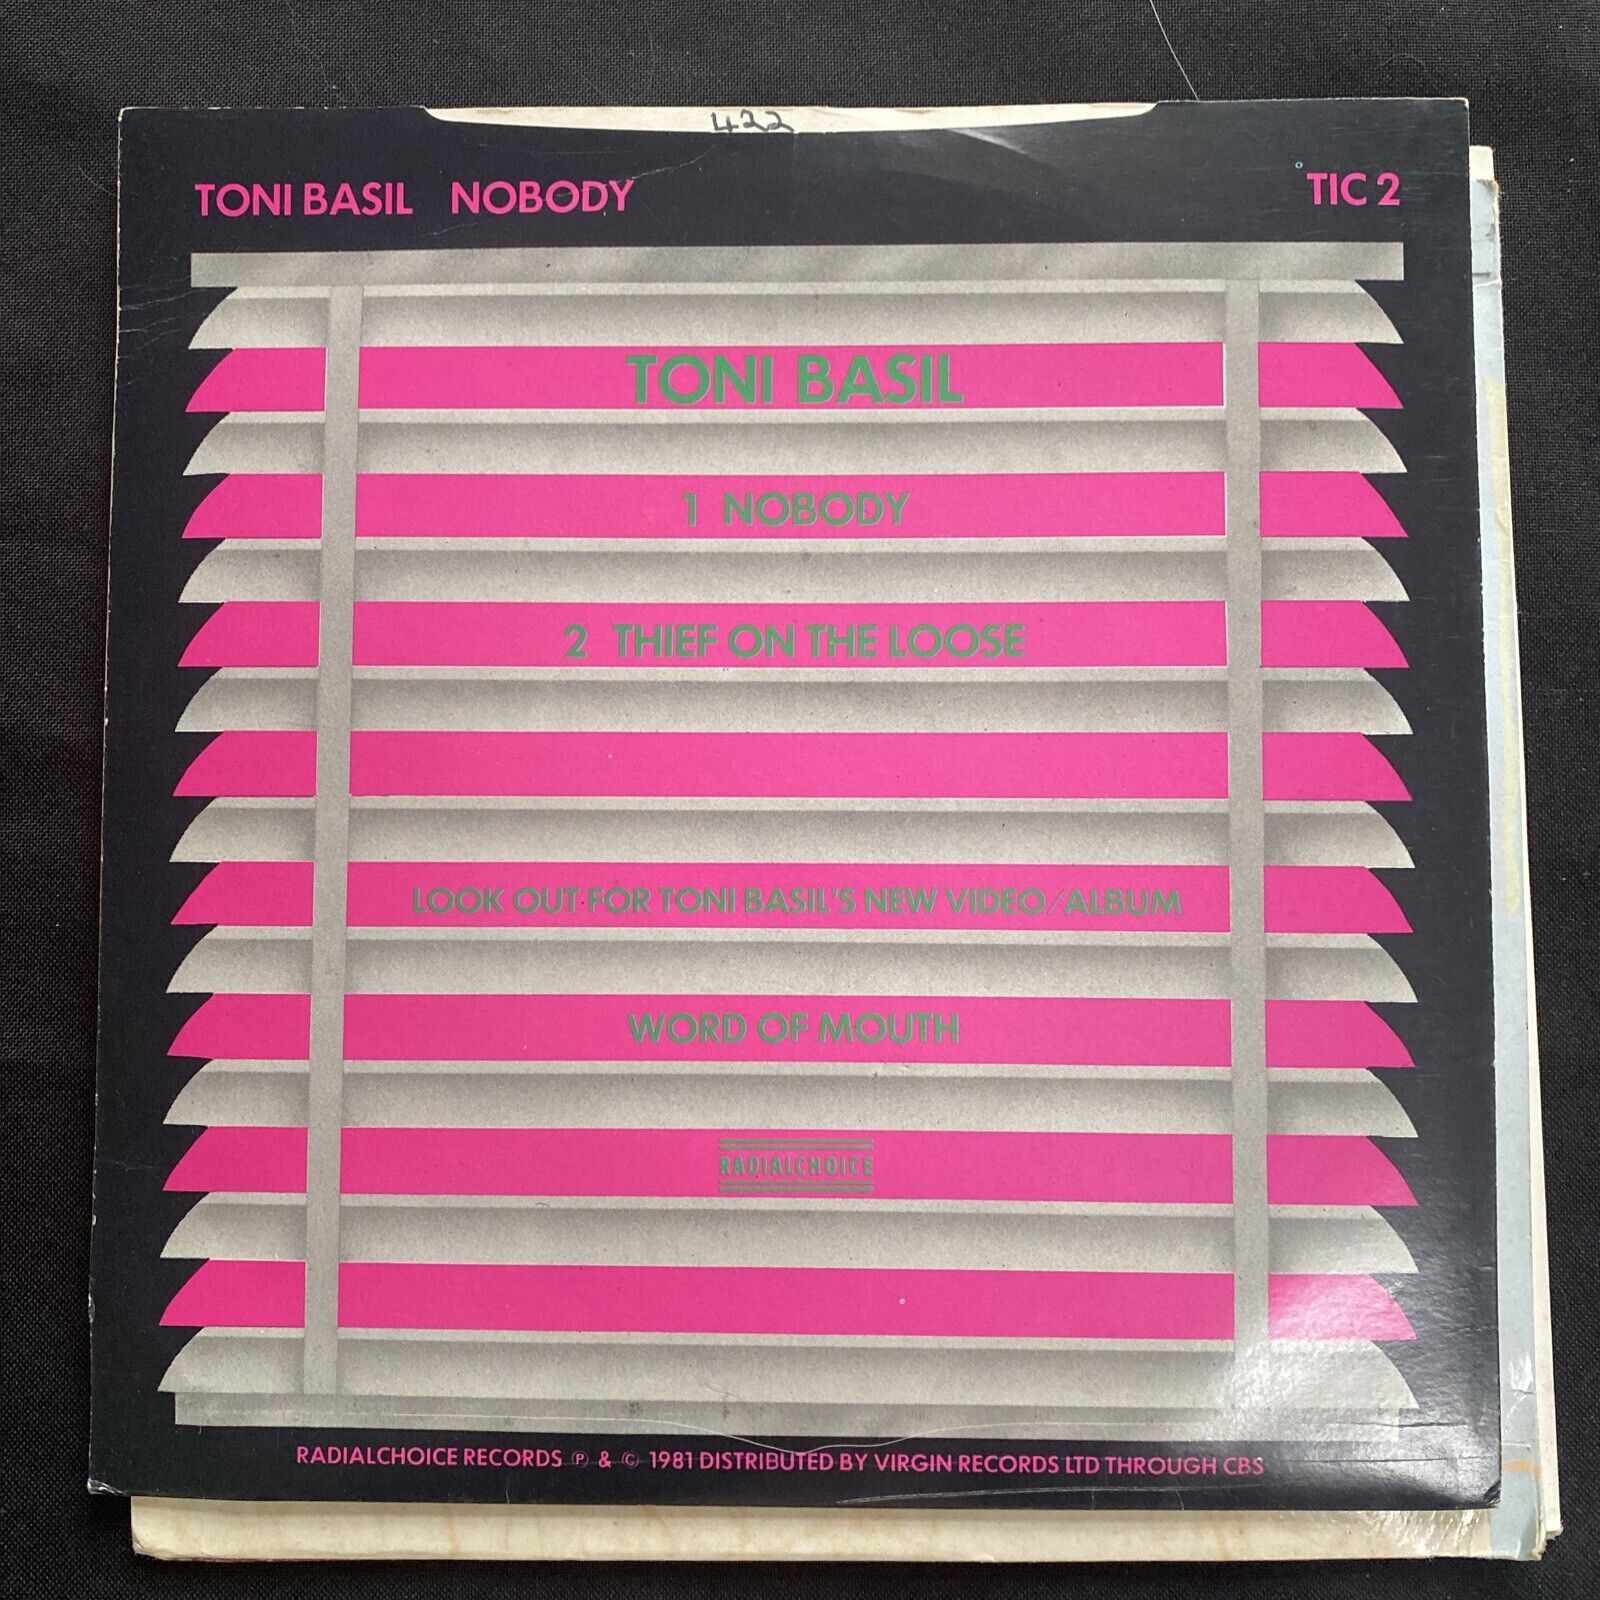 422
TONI BASIL NOBODY TIC 2
TONI BASIL
1 NOBODY
2 THIEF ON THE LOOSE
LOOK OUT FOR TONI BASIL'S NEW VIDEO/ALBUM
WORD OF MOUTH
RADIALCHOICE
RADIALCHOICE RECORDS ℗ & © 1981 DISTRIBUTED BY VIRGIN RECORDS LTD THROUGH CBS